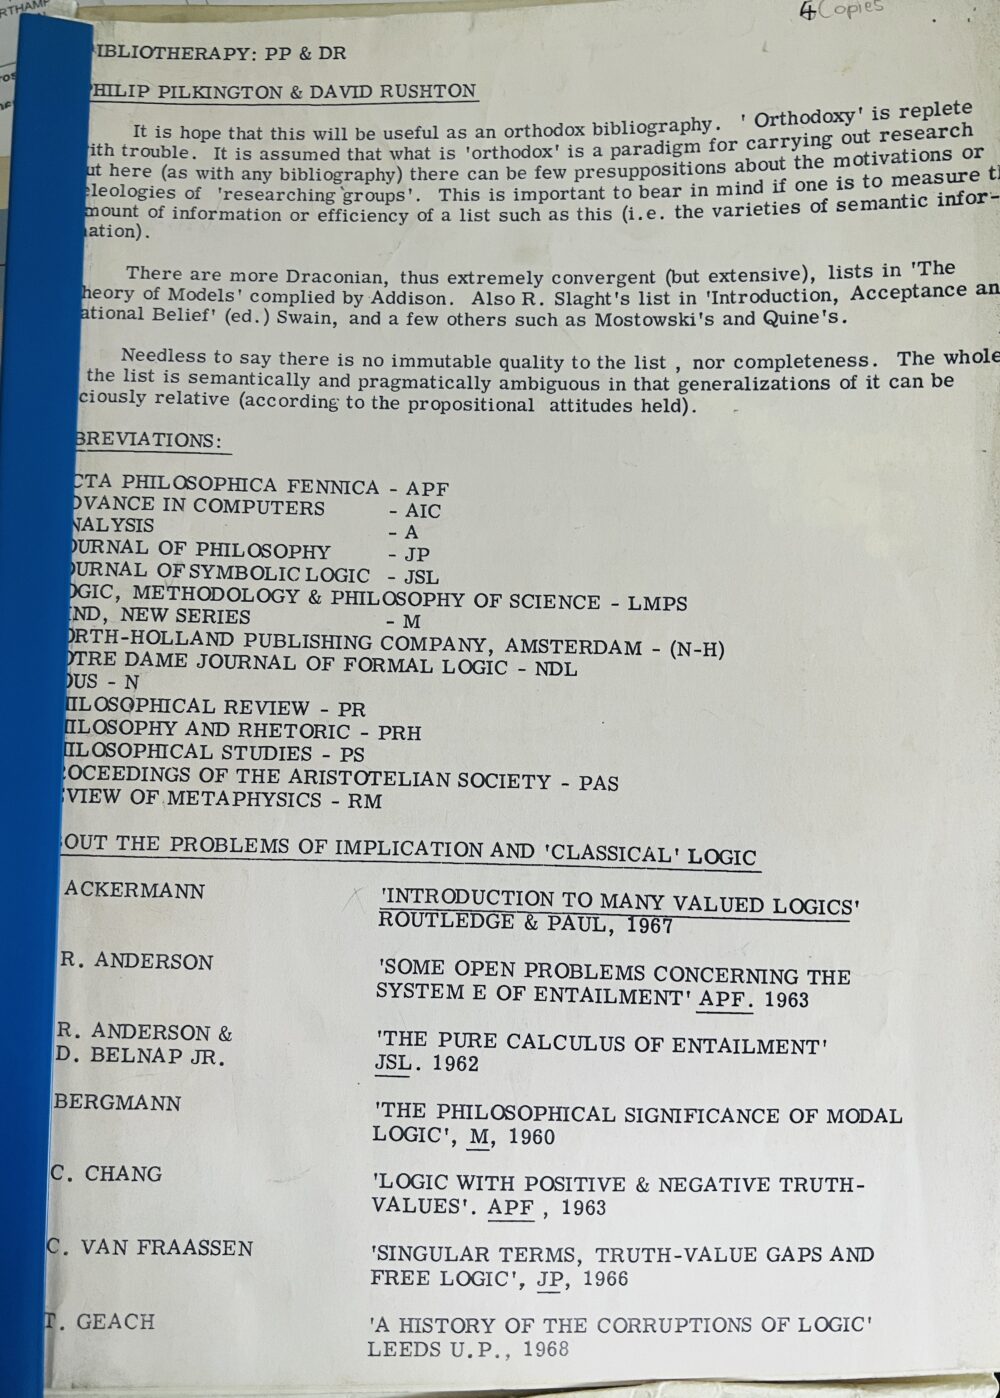 4 Copies
IBLIOTHERAPY: PP & DR
HILIP PILKINGTON & DAVID RUSHTON
It is hope that this will be useful as an orthodox bibliography. ' Orthodoxy' is replete
ith trouble. It is assumed that what is 'orthodox' is a paradigm for carrying out research
ut here (as with any bibliography) there can be few presuppositions about the motivations or
eleologies of 'researching groups'. This is important to bear in mind if one is to measure t
mount of information or efficiency of a list such as this (i.e. the varieties of semantic infor-
ation).
There are more Draconian, thus extremely convergent (but extensive), lists in 'The
heory of Models' complied by Addison. Also R. Slaght's list in 'Introduction, Acceptance an
ational Belief' (ed.) Swain, and a few others such as Mostowski's and Quine's.
Needless to say there is no immutable quality to the list , nor completeness. The whole
the list is semantically and pragmatically ambiguous in that generalizations of it can be
ciously relative (according to the propositional attitudes held).
BREVIATIONS:
CTA PHILOSOPHICA FENNICA - APF
DVANCE IN COMPUTERS - AIC
NALYSIS - A
OURNAL OF PHILOSOPHY - JP
OURNAL OF SYMBOLIC LOGIC - JSL
OGIC, METHODOLOGY & PHILOSOPHY OF SCIENCE - LMPS
IND, NEW SERIES - M
ORTH-HOLLAND PUBLISHING COMPANY, AMSTERDAM - (N-H)
OTRE DAME JOURNAL OF FORMAL LOGIC - NDL
OUS - N
HILOSOPHICAL REVIEW - PR
HILOSOPHY AND RHETORIC - PRH
HILOSOPHICAL STUDIES - PS
ROCEEDINGS OF THE ARISTOTELIAN SOCIETY - PAS
EVIEW OF METAPHYSICS - RM
BOUT THE PROBLEMS OF IMPLICATION AND 'CLASSICAL' LOGIC
ACKERMANN 'INTRODUCTION TO MANY VALUED LOGICS'
ROUTLEDGE & PAUL, 1967
R. ANDERSON 'SOME OPEN PROBLEMS CONCERNING THE
SYSTEM E OF ENTAILMENT' APF. 1963
R. ANDERSON & 'THE PURE CALCULUS OF ENTAILMENT'
D. BELNAP JR. JSL. 1962
BERGMANN 'THE PHILOSOPHICAL SIGNIFICANCE OF MODAL
LOGIC', M, 1960
C. CHANG 'LOGIC WITH POSITIVE & NEGATIVE TRUTH-
VALUES'. APF , 1963
C. VAN FRAASSEN 'SINGULAR TERMS, TRUTH-VALUE GAPS AND
FREE LOGIC', JP, 1966
T. GEACH 'A HISTORY OF THE CORRUPTIONS OF LOGIC'
LEEDS U.P., 1968